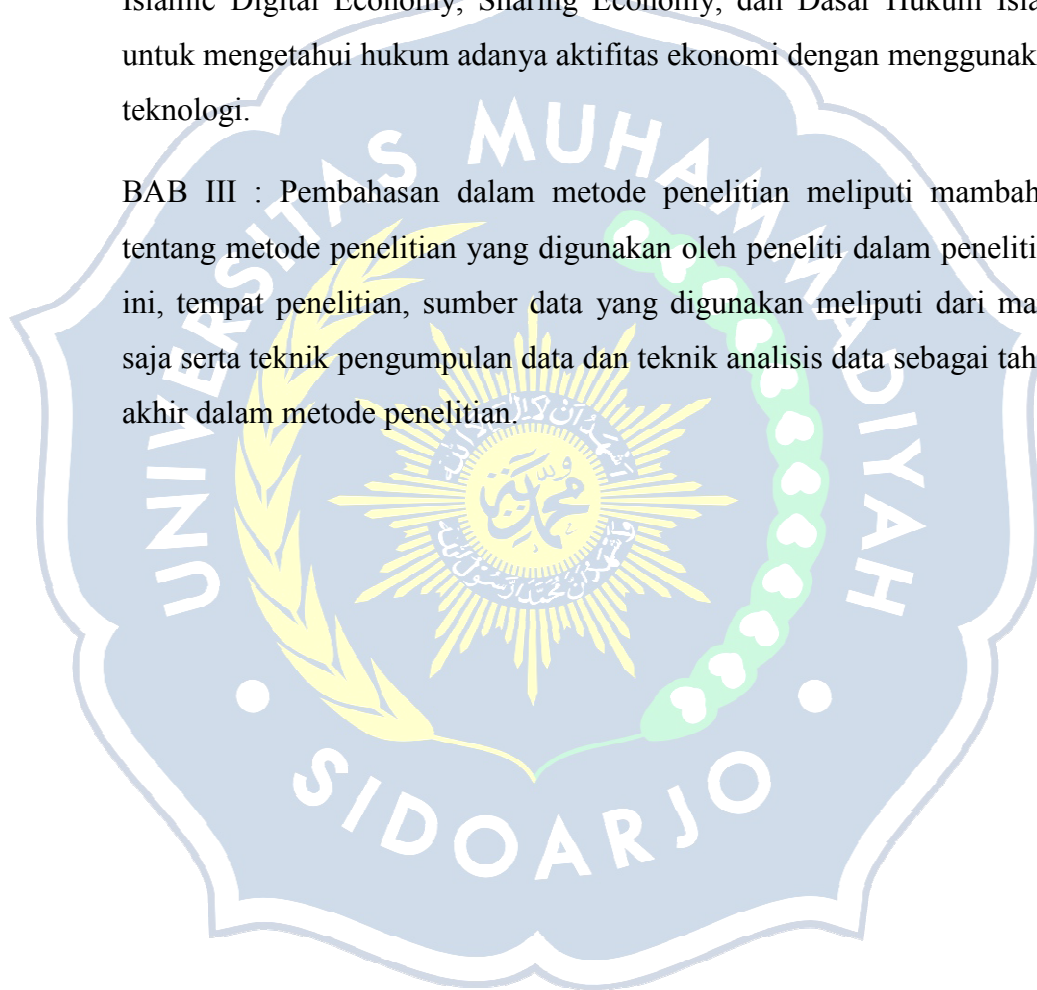 Islamic Digital Economy, Sharing Economy, dan Dasar Hukum Isla
untuk mengetahui hukum adanya aktifitas ekonomi dengan menggunak
teknologi.
BAB III : Pembahasan dalam metode penelitian meliputi mambah
tentang metode penelitian yang digunakan oleh peneliti dalam peneliti
ini, tempat penelitian, sumber data yang digunakan meliputi dari ma
saja serta teknik pengumpulan data dan teknik analisis data sebagai tah
akhir dalam metode penelitian.
UNIVERSITAS MUHAMMADIYAH
SIDOARJO
محمد